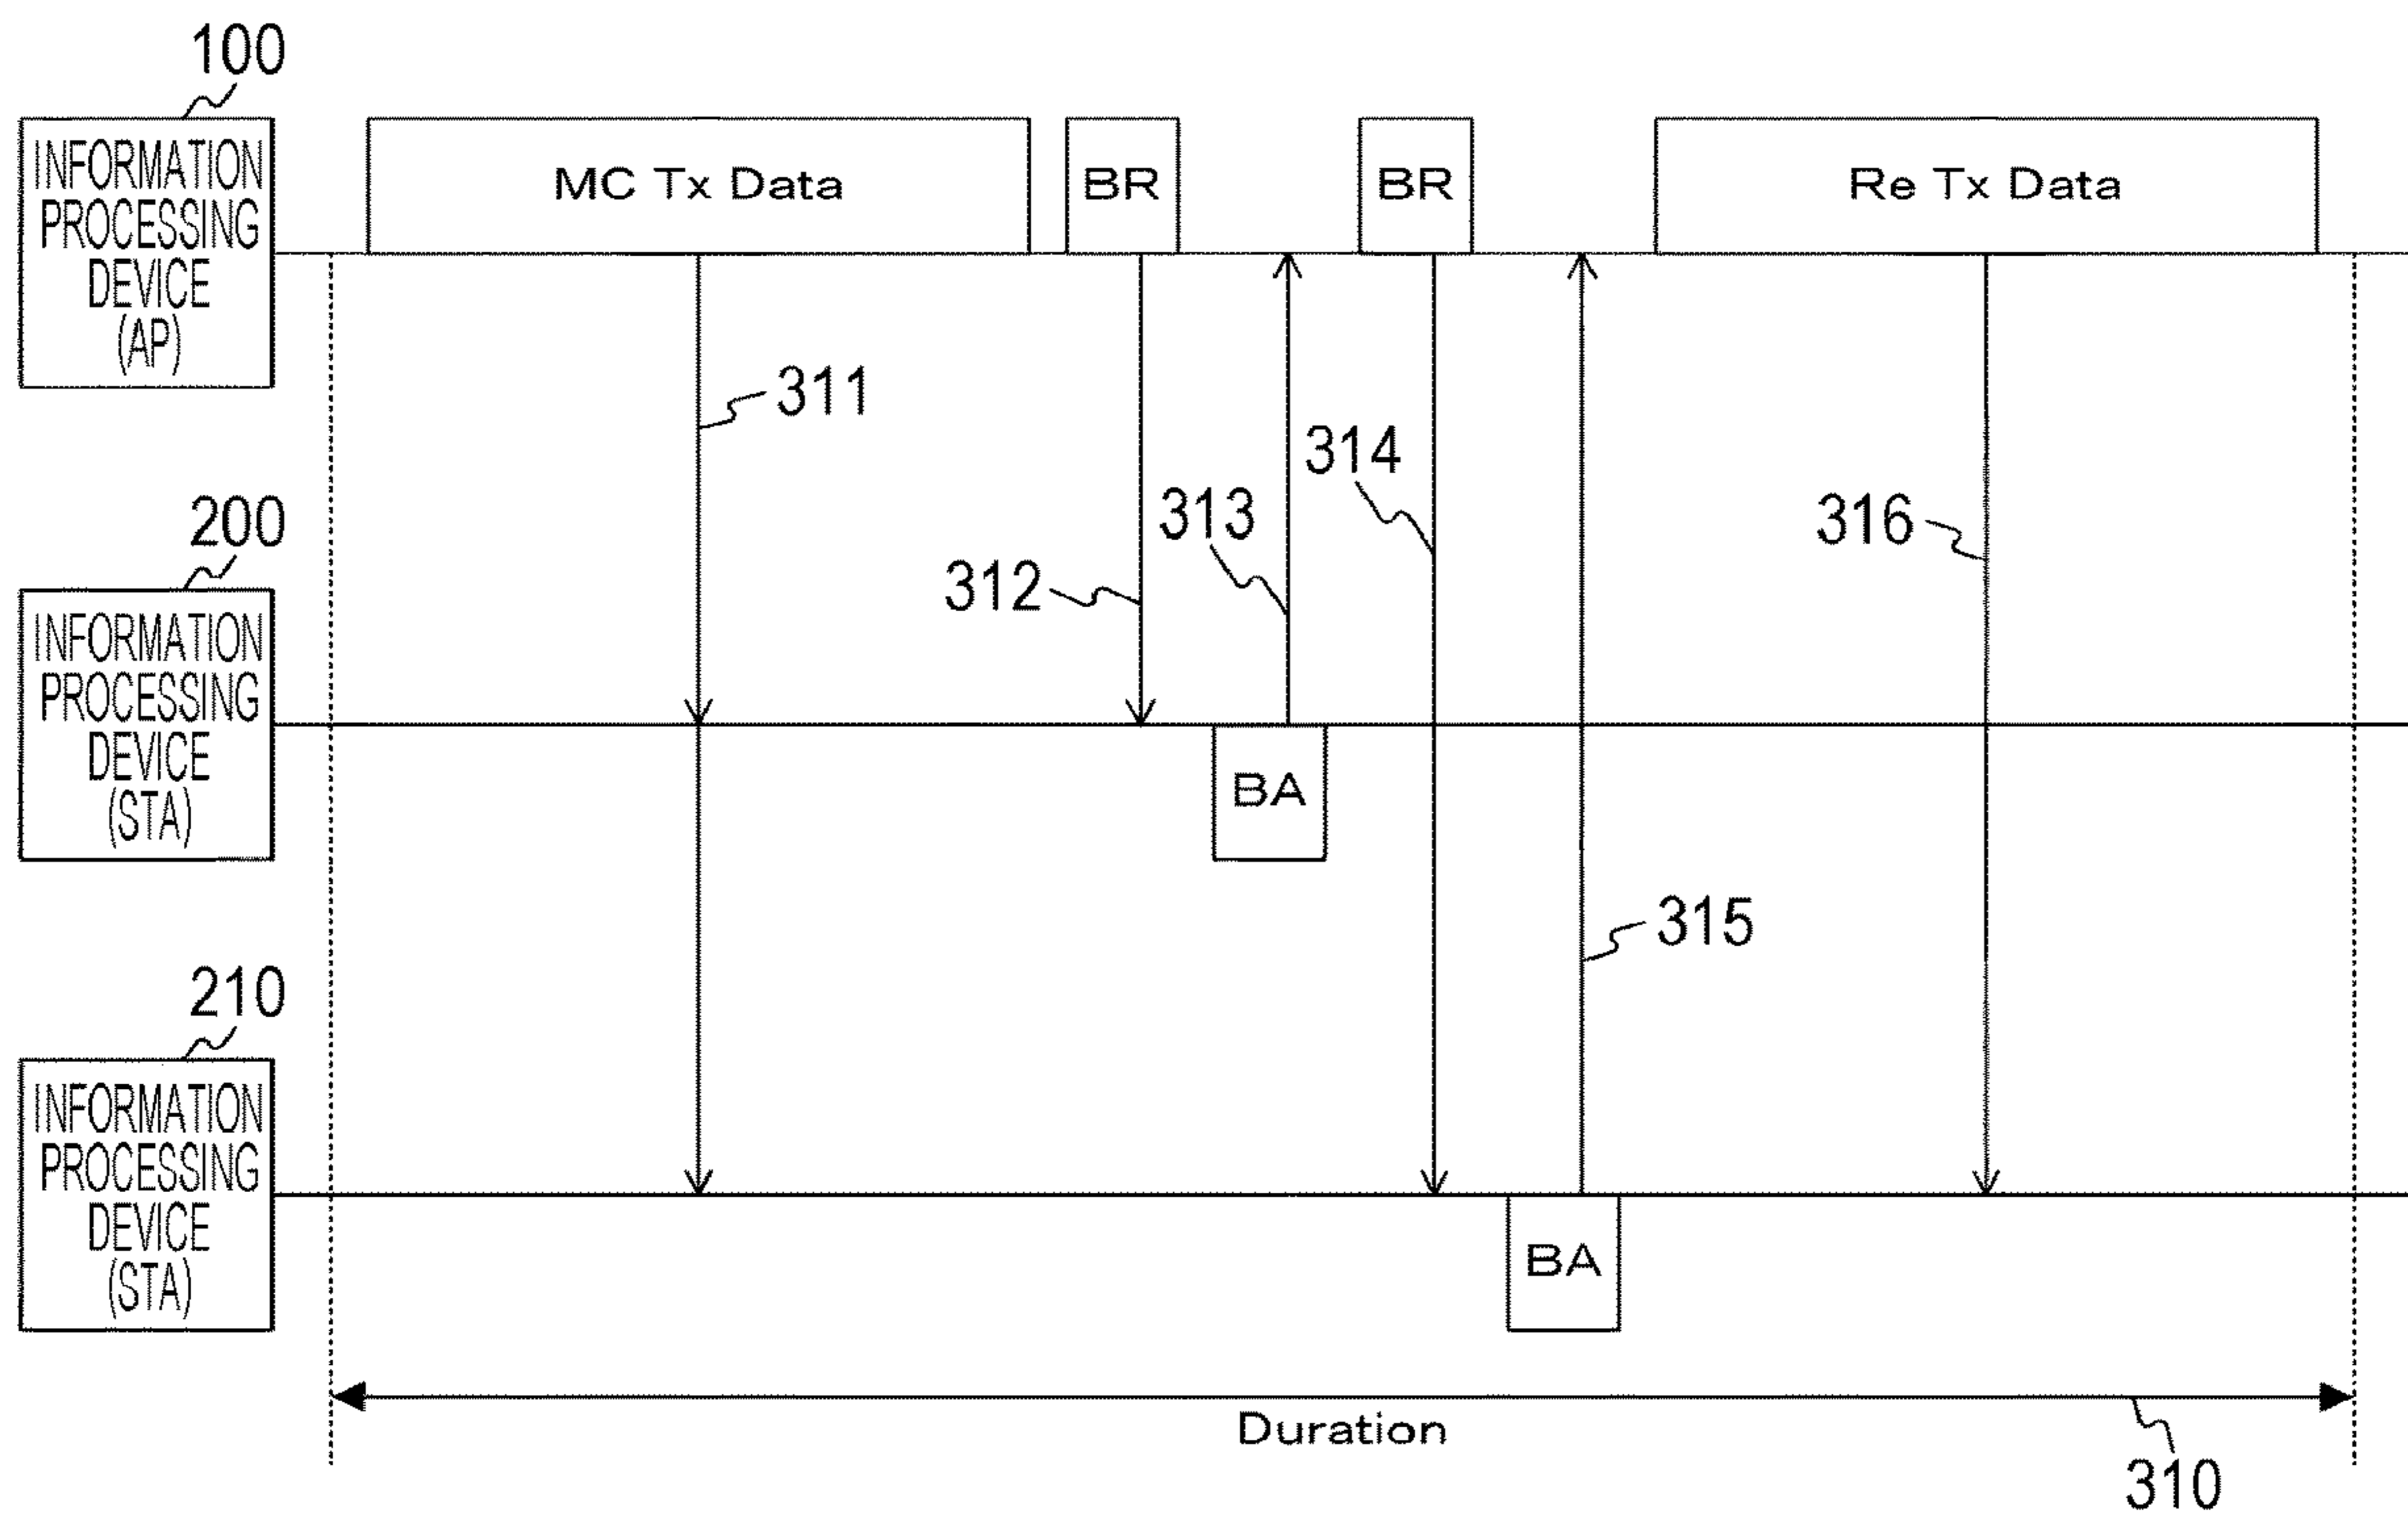 100
INFORMATION
PROCESSING
DEVICE
(AP)
MC Tx Data
BR
BR
Re Tx Data
311
314
313
312
316
200
INFORMATION
PROCESSING
DEVICE
(STA)
BA
315
210
INFORMATION
PROCESSING
DEVICE
(STA)
BA
Duration
310